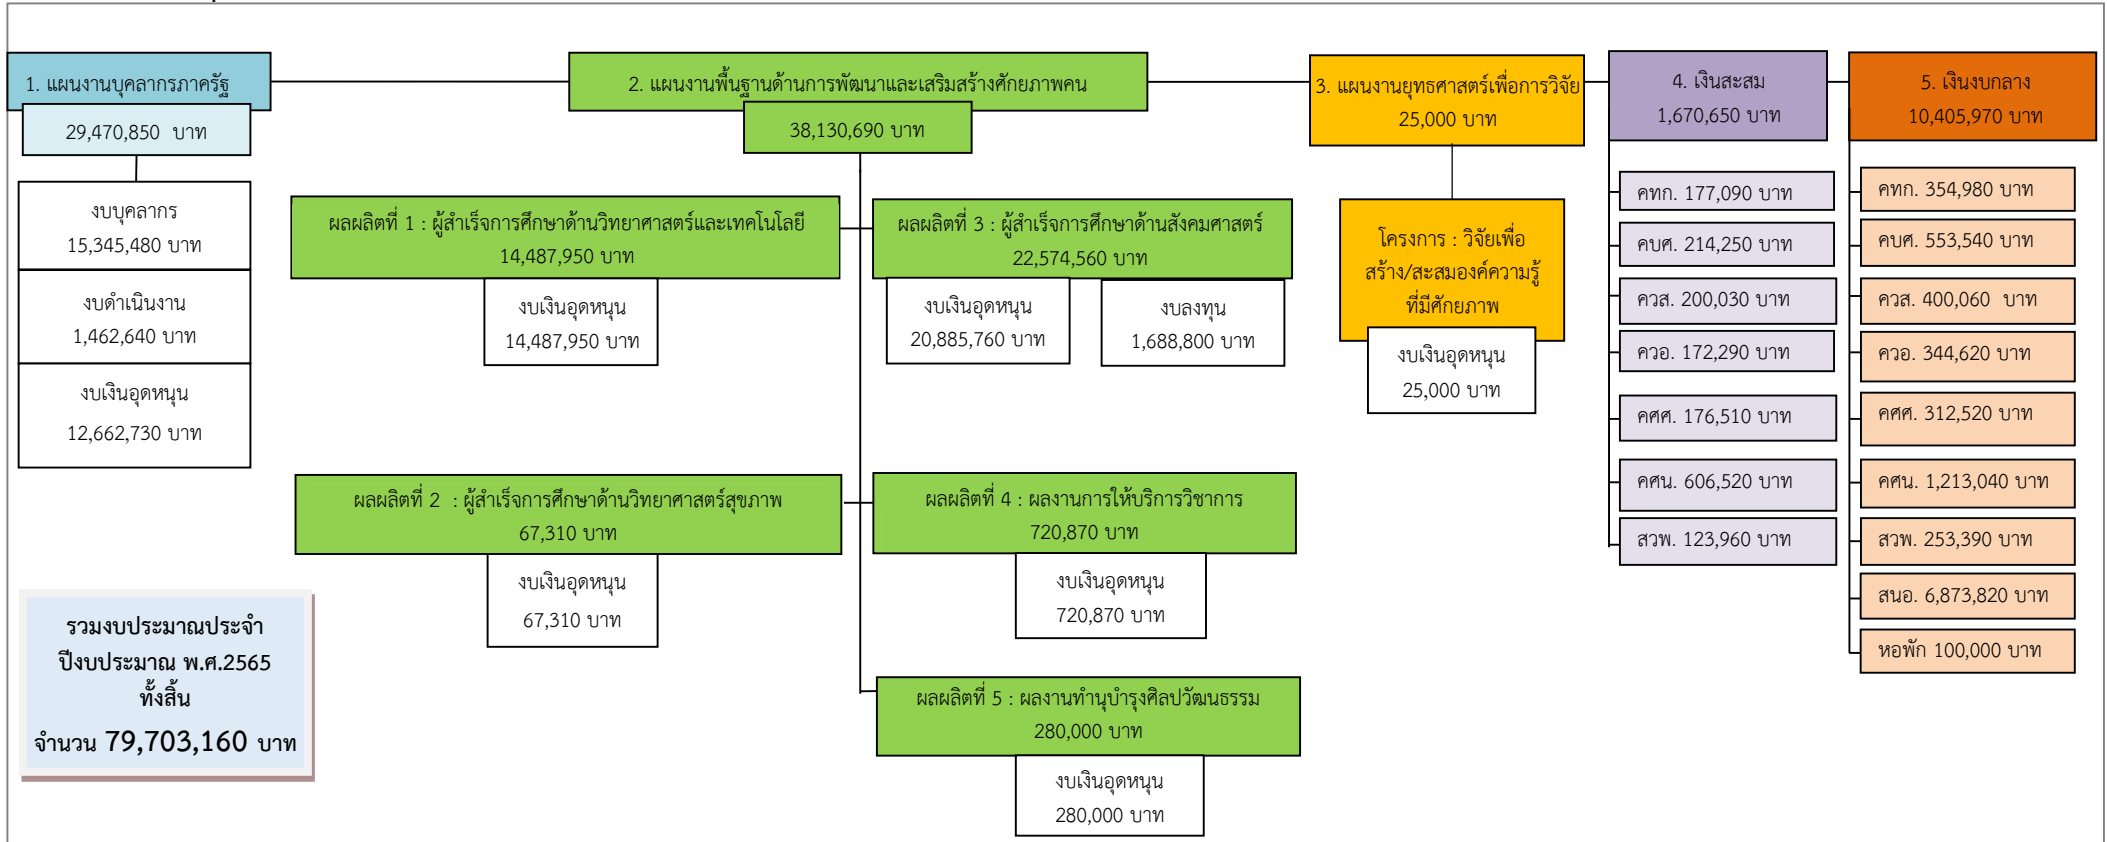 1. แผนงานบุคลากรภาครัฐ
29,470,850 บาท
งบบุคลากร
15,345,480 บาท
งบดำเนินงาน
1,462,640 บาท
งบเงินอุดหนุน
12,662,730 บาท
2. แผนงานพื้นฐานด้านการพัฒนาและเสริมสร้างศักยภาพคน
38,130,690 บาท
ผลผลิตที่ 1 : ผู้สำเร็จการศึกษาด้านวิทยาศาสตร์และเทคโนโลยี
14,487,950 บาท
งบเงินอุดหนุน
14,487,950 บาท
ผลผลิตที่ 3 : ผู้สำเร็จการศึกษาด้านสังคมศาสตร์
22,574,560 บาท
งบเงินอุดหนุน
20,885,760 บาท
งบลงทุน
1,688,800 บาท
ผลผลิตที่ 2 : ผู้สำเร็จการศึกษาด้านวิทยาศาสตร์สุขภาพ
67,310 บาท
งบเงินอุดหนุน
67,310 บาท
ผลผลิตที่ 4 : ผลงานการให้บริการวิชาการ
720,870 บาท
งบเงินอุดหนุน
720,870 บาท
ผลผลิตที่ 5 : ผลงานทำนุบำรุงศิลปวัฒนธรรม
280,000 บาท
งบเงินอุดหนุน
280,000 บาท
3. แผนงานยุทธศาสตร์เพื่อการวิจัย
25,000 บาท
โครงการ : วิจัยเพื่อ
สร้าง/สะสมองค์ความรู้
ที่มีศักยภาพ
งบเงินอุดหนุน
25,000 บาท
4. เงินสะสม
1,670,650 บาท
คทก. 177,090 บาท
คบศ. 214,250 บาท
ควส. 200,030 บาท
ควอ. 172,290 บาท
คศศ. 176,510 บาท
คศน. 606,520 บาท
สวพ. 123,960 บาท
5. เงินงบกลาง
10,405,970 บาท
คทก. 354,980 บาท
คบศ. 553,540 บาท
ควส. 400,060 บาท
ควอ. 344,620 บาท
คศศ. 312,520 บาท
คศน. 1,213,040 บาท
สวพ. 253,390 บาท
สนอ. 6,873,820 บาท
หอพัก 100,000 บาท
รวมงบประมาณประจำ
ปีงบประมาณ พ.ศ.2565
ทั้งสิ้น
จำนวน 79,703,160 บาท